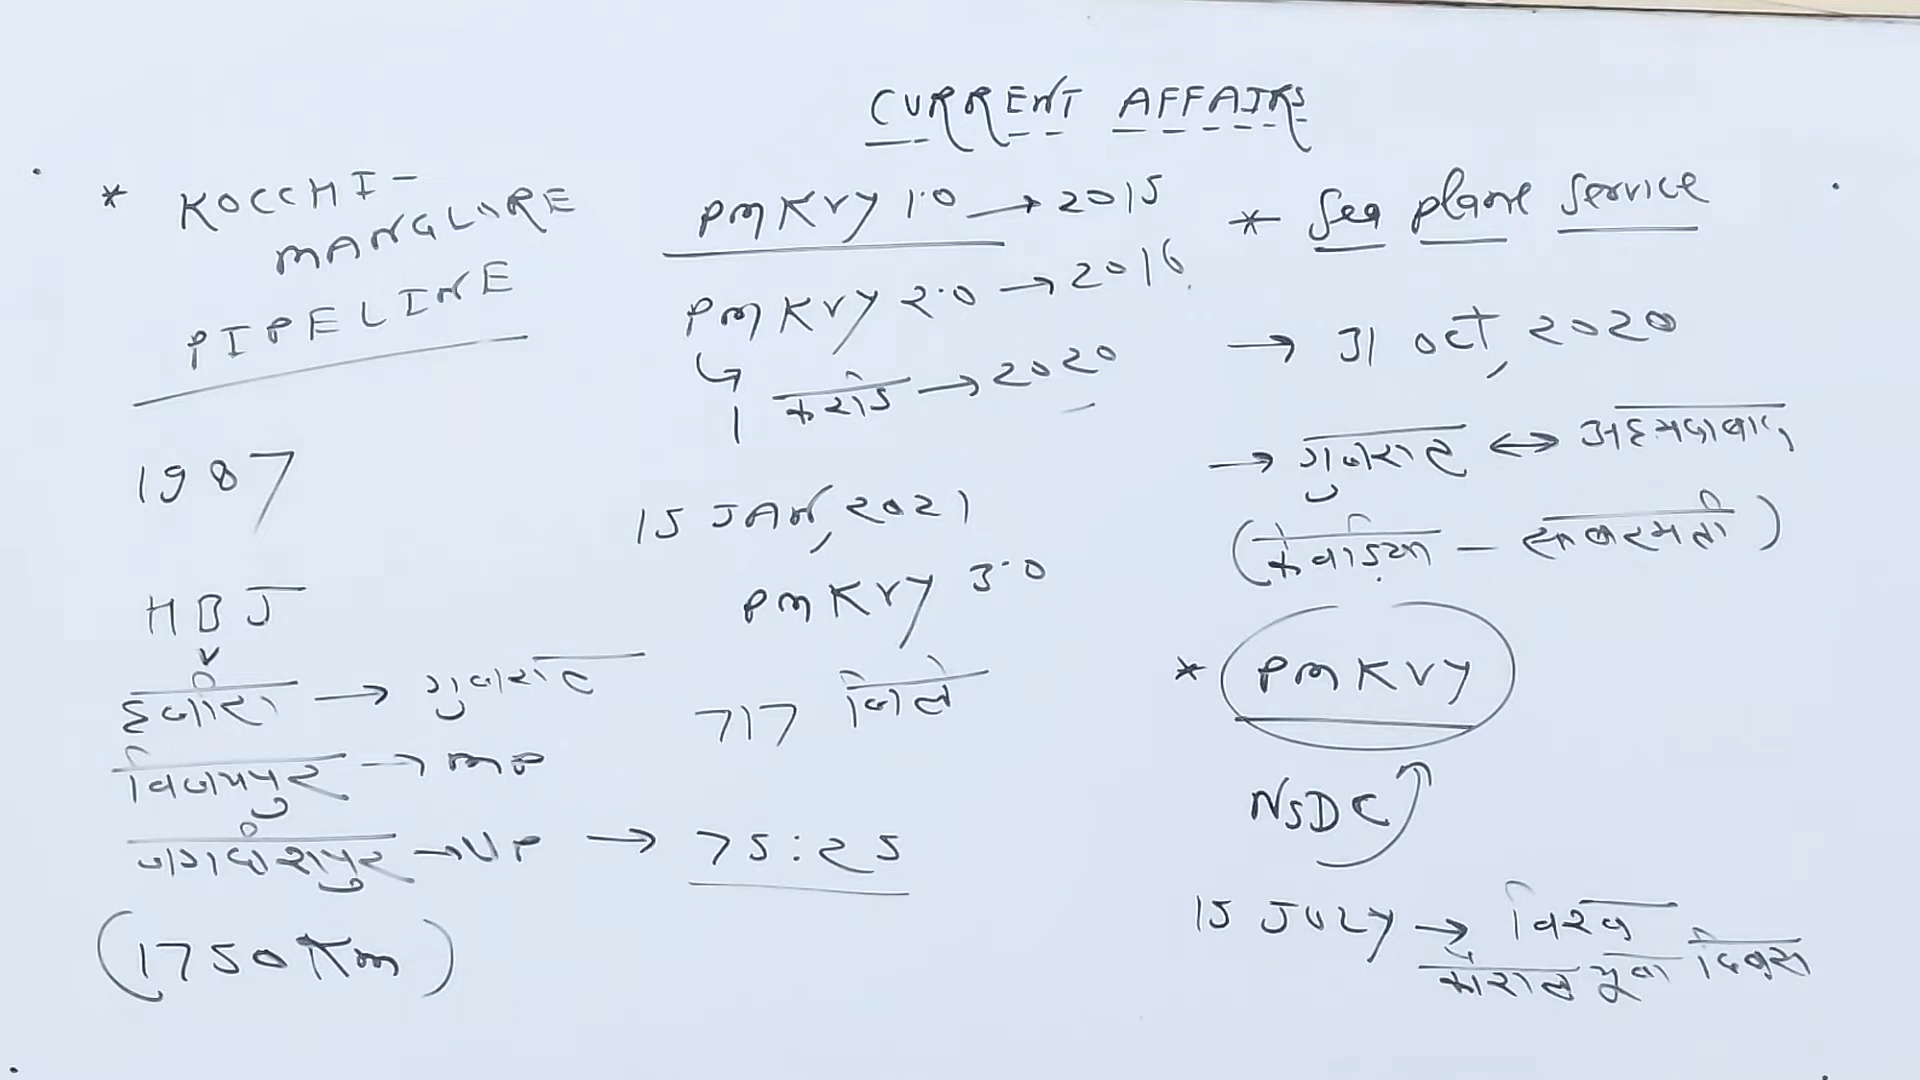 CURRENT AFFAIRS
* KOCCHI-
MANGLORE
PIPELINE
1987
HBJ
हजीरा → गुजरात
विजयपुर → MP
जगदीशपुर → UP → 75:25
(1750 Km)
PMKVY 1.0 → 2015
PMKVY 2.0 → 2016
↳ 1 करोड → 2020
15 JAN, 2021
PMKVY 3.0
717 जिले
* Sea plane Service
→ 31 Oct, 2020
→ गुजरात ↔ अहमदाबाद
(केवाडिया - साबरमती)
* PMKVY
NSDC
15 JULY → विश्व
कौशल युवा दिवस